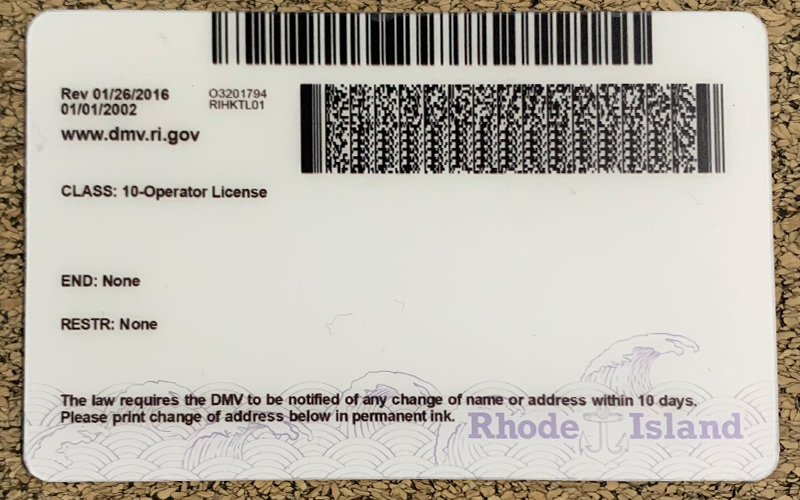 Rev 01/26/2016
01/01/2002
O3201794
RIHKTL01
www.dmv.ri.gov
CLASS: 10-Operator License
END: None
RESTR: None
The law requires the DMV to be notified of any change of name or address within 10 days.
Please print change of address below in permanent ink.
Rhode Island